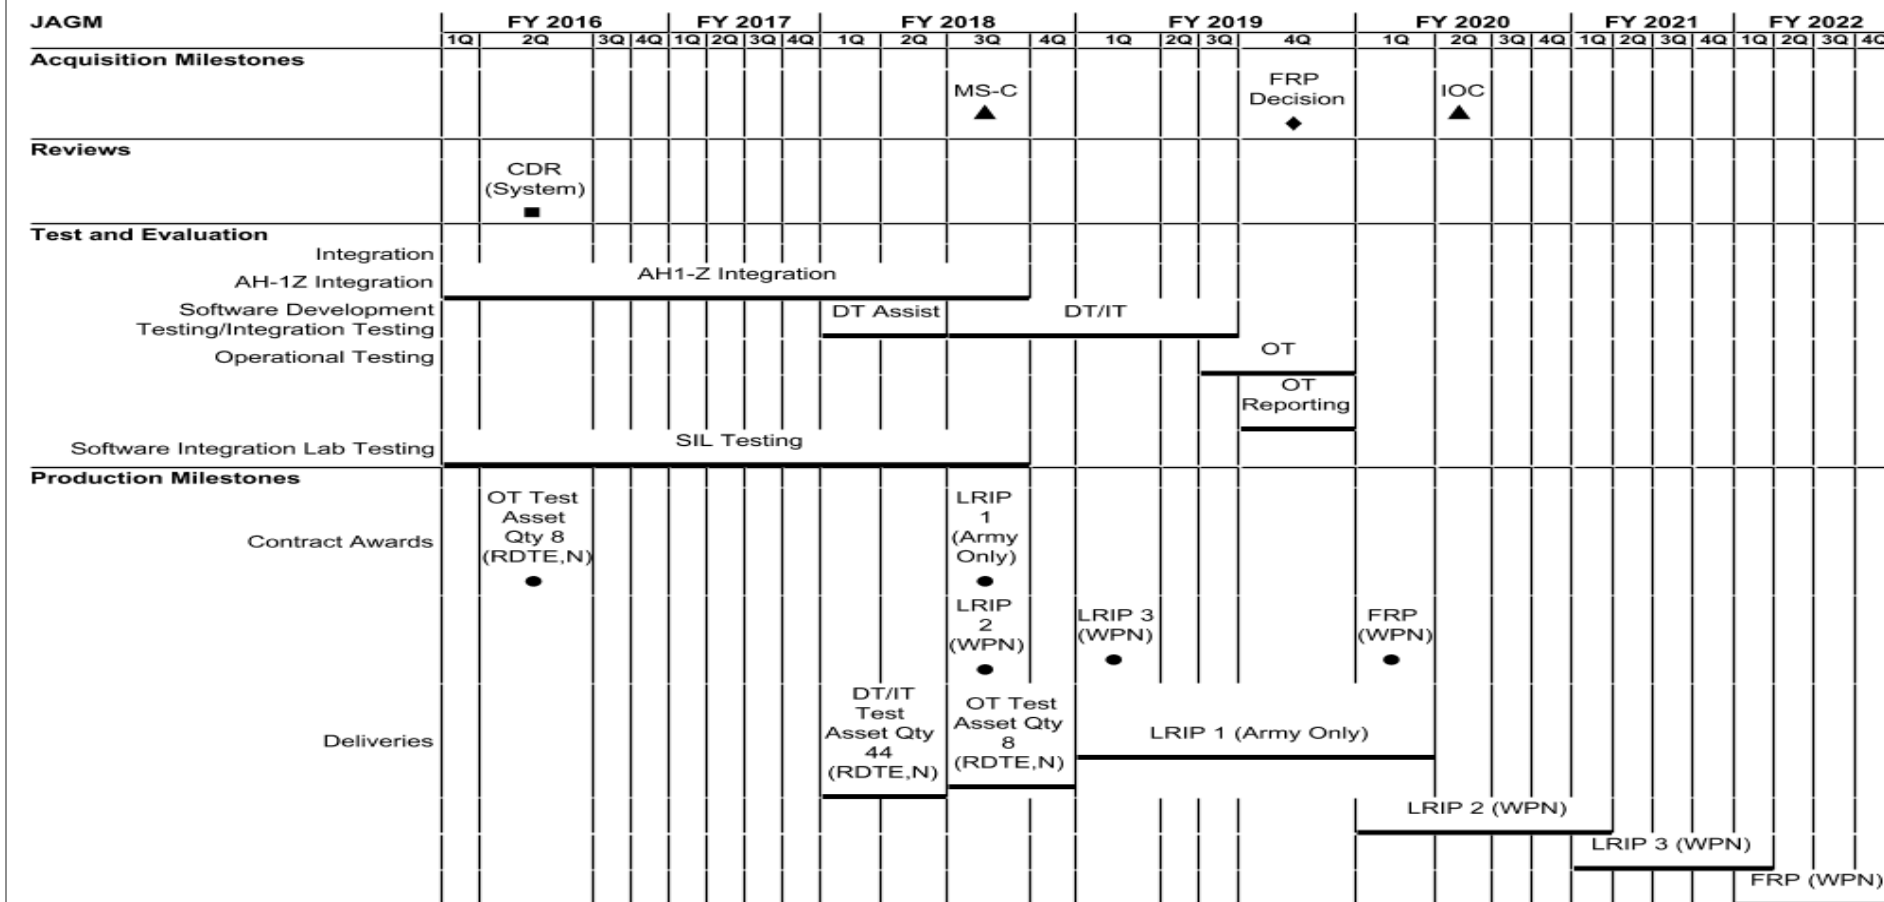 JAGM FY 2016 FY 2017 FY 2018 FY 2019 FY 2020 FY 2021 FY 2022
1Q 2Q 3Q 4Q 1Q 2Q 3Q 4Q 1Q 2Q 3Q 4Q 1Q 2Q 3Q 4Q 1Q 2Q 3Q 4Q 1Q 2Q 3Q 4Q 1Q 2Q 3Q 4Q
Acquisition Milestones
MS-C
FRP
Decision
IOC
Reviews
CDR
(System)
Test and Evaluation
Integration
AH-1Z Integration
AH1-Z Integration
Software Development
Testing/Integration Testing
DT Assist
DT/IT
Operational Testing
OT
OT
Reporting
Software Integration Lab Testing
SIL Testing
Production Milestones
Contract Awards
OT Test
Asset
Qty 8
(RDTE,N)
LRIP
1
(Army
Only)
LRIP
2
(WPN)
LRIP 3
(WPN)
FRP
(WPN)
Deliveries
DT/IT
Test
Asset Qty
44
(RDTE,N)
OT Test
Asset Qty
8
(RDTE,N)
LRIP 1 (Army Only)
LRIP 2 (WPN)
LRIP 3 (WPN)
FRP (WPN)